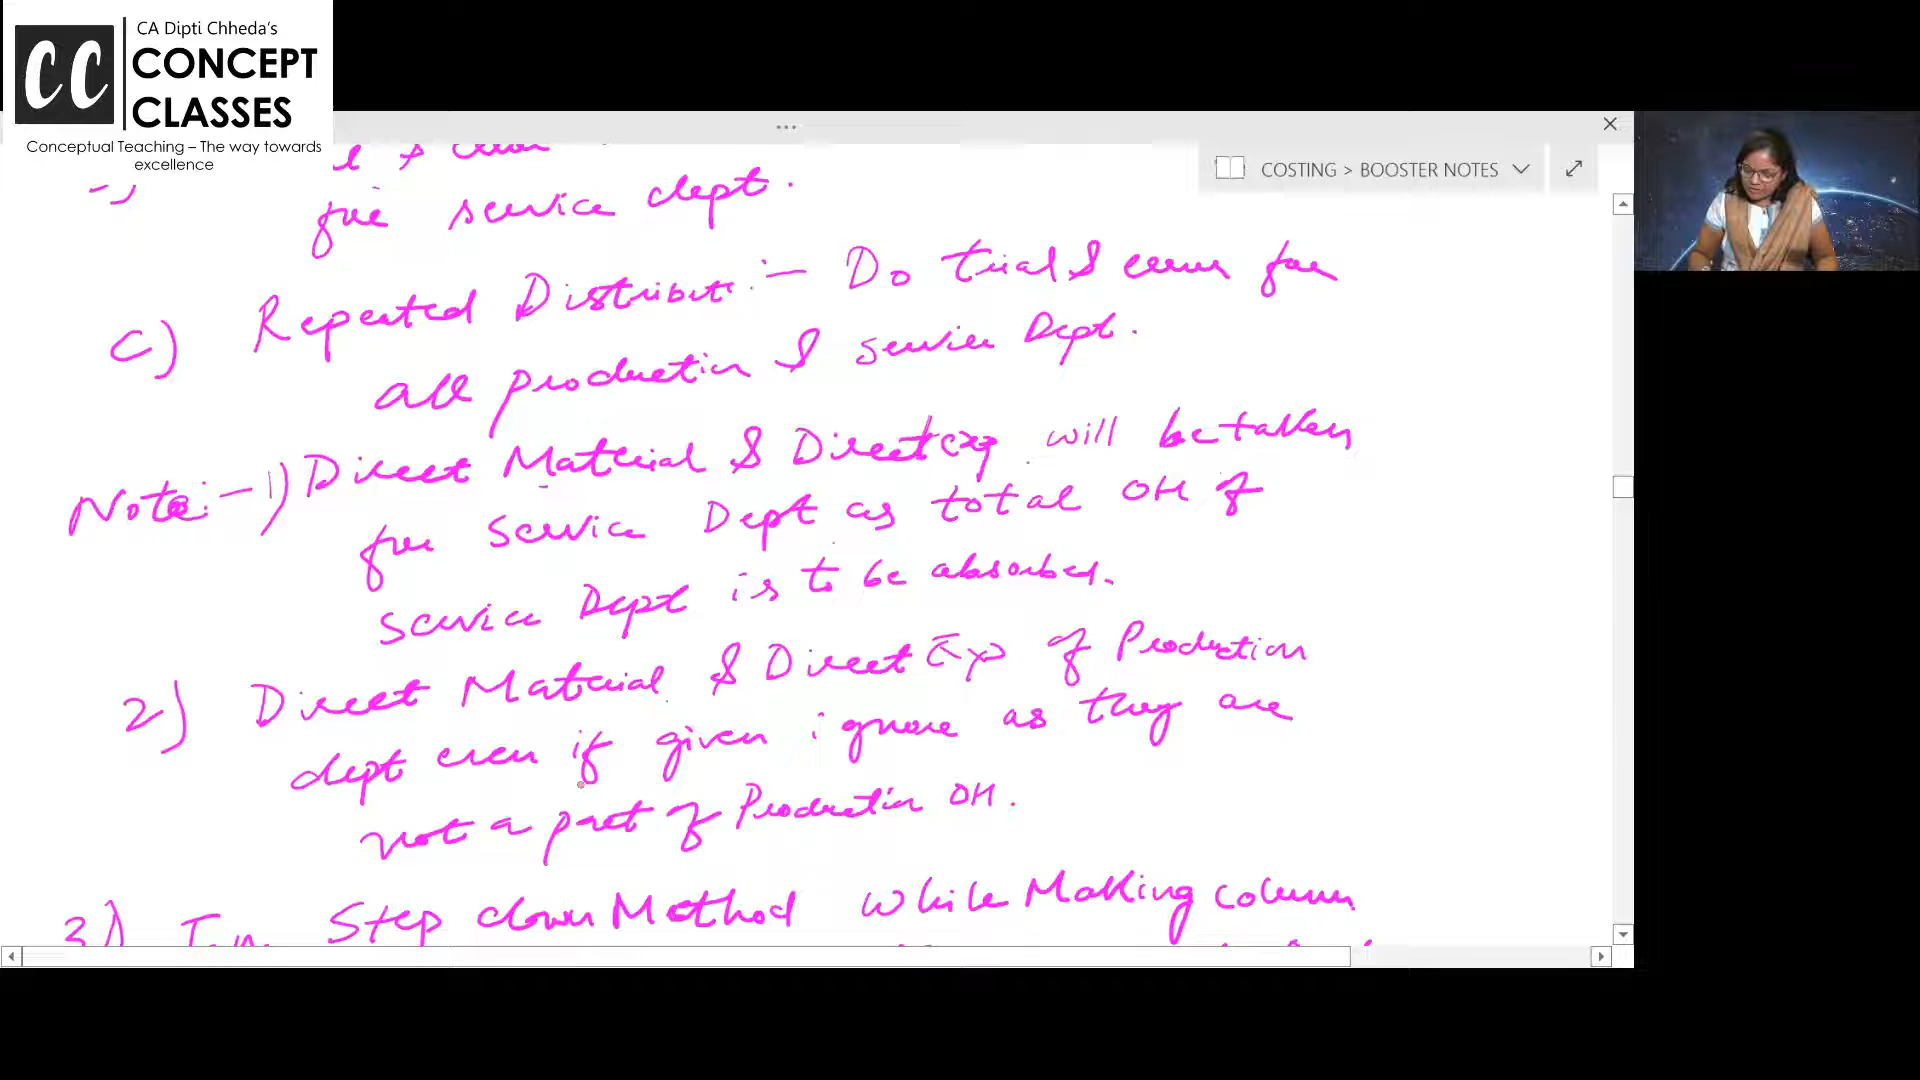 CA Dipti Chheda's
CC CONCEPT
CLASSES
Conceptual Teaching – The way towards
excellence
COSTING > BOOSTER NOTES
for service dept.
C) Repeated Distribute :- Do trial & error for
all production & service Dept.
Note:- 1) Direct Material & Direct exp will be taken
for service Dept as total OH of
service Dept is to be absorbed.
2) Direct Material & Direct Exp of Production
dept even if given ignore as they are
not a part of Production OH.
3) In Step down Method while Making column